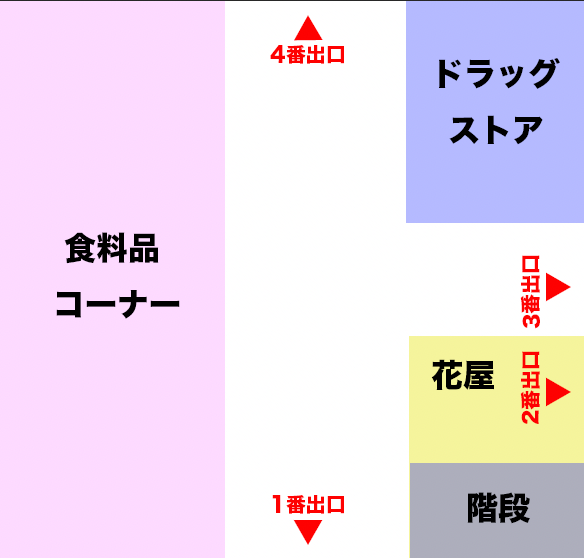 4番出口
ドラッグ
ストア
食料品
コーナー
3番出口
花屋
2番出口
1番出口
階段